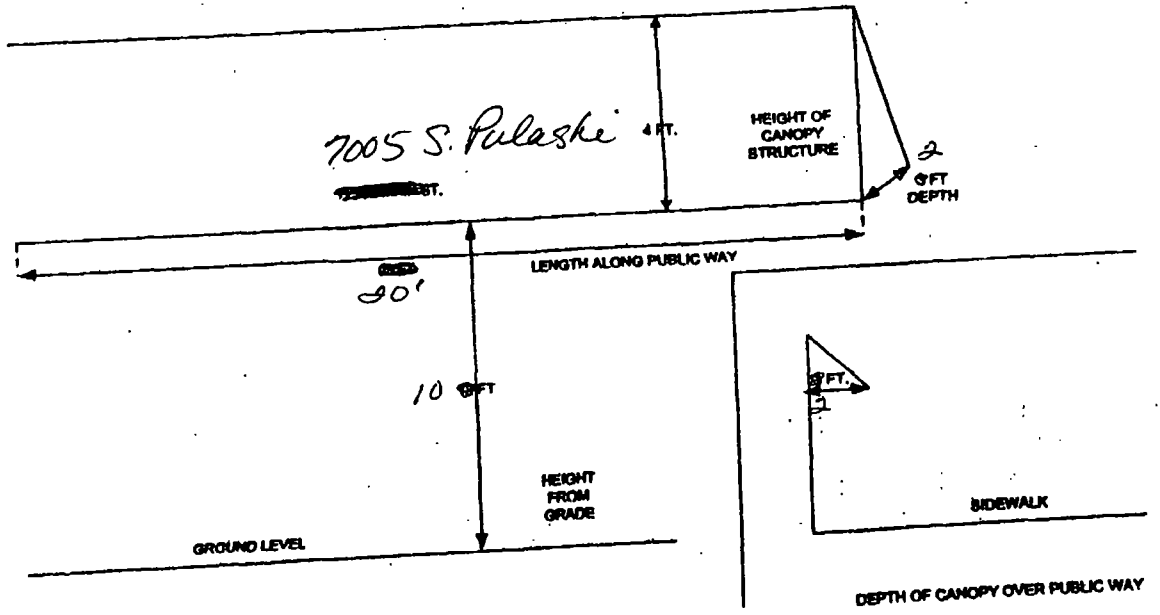 7005 S. Pulaski
ST.
4 FT.
HEIGHT OF
CANOPY
STRUCTURE
2
FT
DEPTH
LENGTH ALONG PUBLIC WAY
20'
10 FT
HEIGHT
FROM
GRADE
GROUND LEVEL
FT.
2
SIDEWALK
DEPTH OF CANOPY OVER PUBLIC WAY